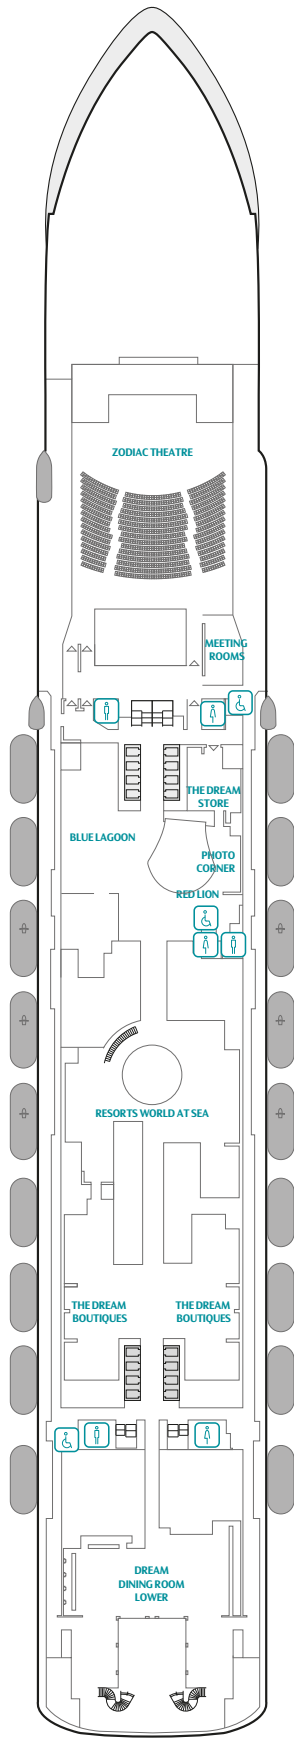 ZODIAC THEATRE
MEETING
ROOMS
THE DREAM
STORE
BLUE LAGOON
PHOTO
CORNER
RED LION
RESORTS WORLD AT SEA
THE DREAM
BOUTIQUES
THE DREAM
BOUTIQUES
DREAM
DINING ROOM
LOWER